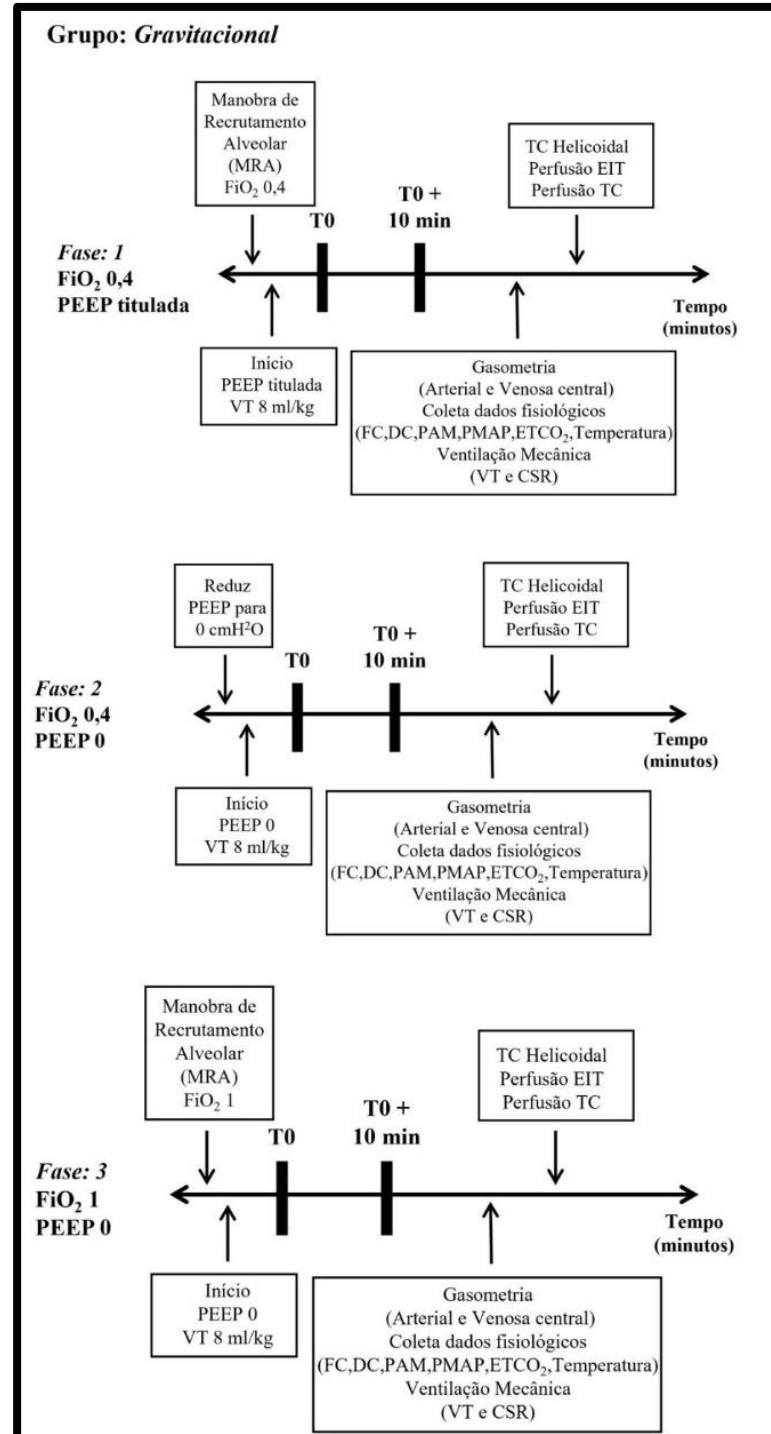 Grupo: Gravitacional
Manobra de
Recrutamento
Alveolar
(MRA)
FiO₂ 0,4
TC Helicoidal
Perfusão EIT
Perfusão TC
T0
T0 +
10 min
Fase: 1
FiO₂ 0,4
PEEP titulada
Tempo
(minutos)
Início
PEEP titulada
VT 8 ml/kg
Gasometria
(Arterial e Venosa central)
Coleta dados fisiológicos
(FC,DC,PAM,PMAP,ETCO₂,Temperatura)
Ventilação Mecânica
(VT e CSR)
Reduz
PEEP para
0 cmH²O
TC Helicoidal
Perfusão EIT
Perfusão TC
T0
T0 +
10 min
Fase: 2
FiO₂ 0,4
PEEP 0
Tempo
(minutos)
Início
PEEP 0
VT 8 ml/kg
Gasometria
(Arterial e Venosa central)
Coleta dados fisiológicos
(FC,DC,PAM,PMAP,ETCO₂,Temperatura)
Ventilação Mecânica
(VT e CSR)
Manobra de
Recrutamento
Alveolar
(MRA)
FiO₂ 1
TC Helicoidal
Perfusão EIT
Perfusão TC
T0
T0 +
10 min
Fase: 3
FiO₂ 1
PEEP 0
Tempo
(minutos)
Início
PEEP 0
VT 8 ml/kg
Gasometria
(Arterial e Venosa central)
Coleta dados fisiológicos
(FC,DC,PAM,PMAP,ETCO₂,Temperatura)
Ventilação Mecânica
(VT e CSR)